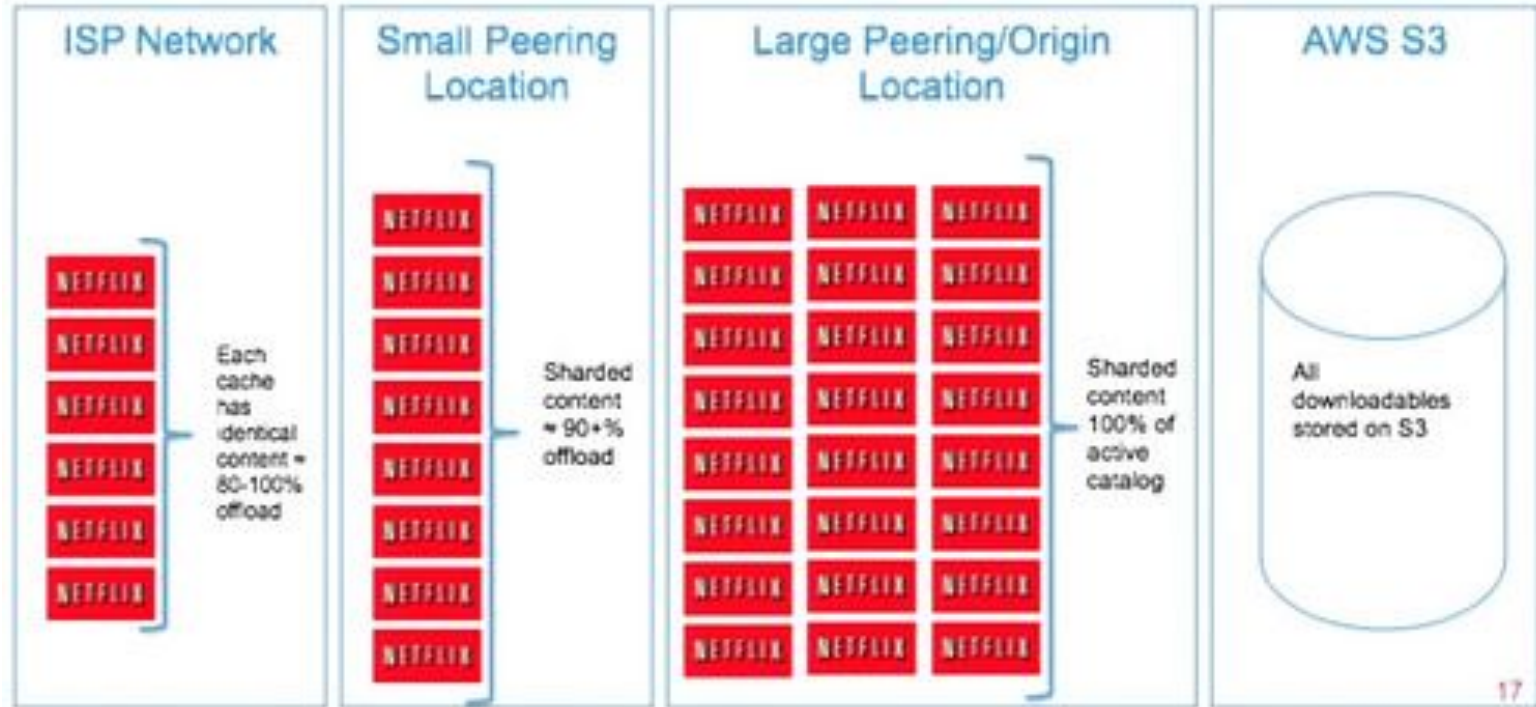 ISP Network
Small Peering
Location
Large Peering/Origin
Location
AWS S3
NETFLIX
NETFLIX
NETFLIX
NETFLIX
NETFLIX
NETFLIX
Each
cache
has
identical
content ≈
80-100%
offload
NETFLIX
NETFLIX
NETFLIX
NETFLIX
NETFLIX
NETFLIX
NETFLIX
NETFLIX
Sharded
content
≈ 90+%
offload
NETFLIX NETFLIX NETFLIX
NETFLIX NETFLIX NETFLIX
NETFLIX NETFLIX NETFLIX
NETFLIX NETFLIX NETFLIX
NETFLIX NETFLIX NETFLIX
NETFLIX NETFLIX NETFLIX
NETFLIX NETFLIX NETFLIX
NETFLIX NETFLIX NETFLIX
Sharded
content
100% of
active
catalog
All
downloadables
stored on S3
17